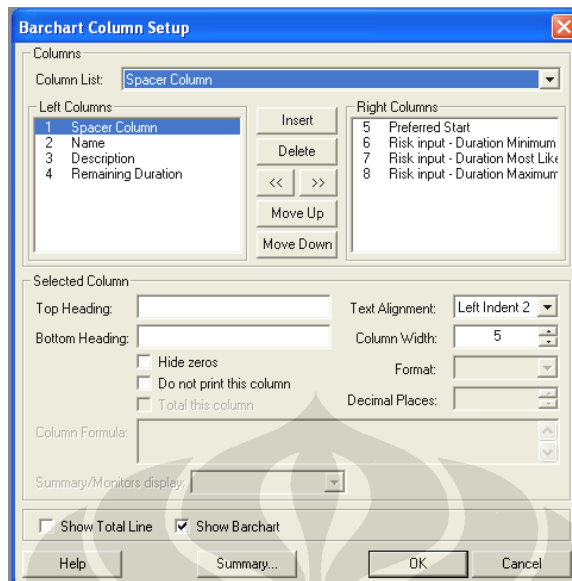 Barchart Column Setup
Columns
Column List: Spacer Column
Left Columns
1 Spacer Column
2 Name
3 Description
4 Remaining Duration
Insert
Delete
<< >>
Move Up
Move Down
Right Columns
5 Preferred Start
6 Risk input - Duration Minimum
7 Risk input - Duration Most Like
8 Risk input - Duration Maximum
Selected Column
Top Heading:
Bottom Heading:
Hide zeros
Do not print this column
Total this column
Text Alignment: Left Indent 2
Column Width: 5
Format:
Decimal Places:
Column Formula:
Summary/Monitors display:
Show Total Line Show Barchart
Help Summary... OK Cancel